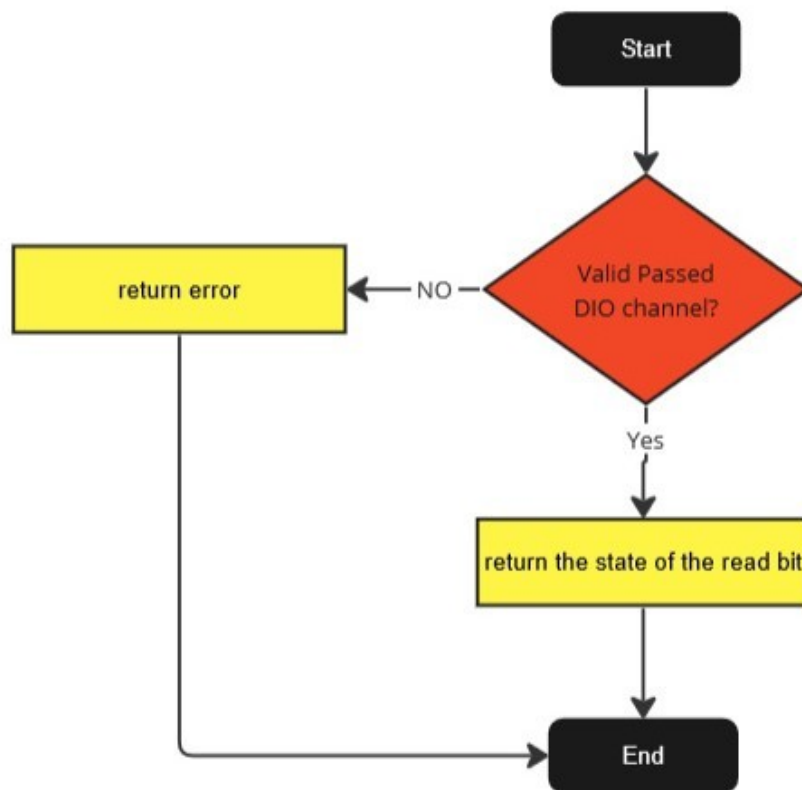 Start
Valid Passed
DIO channel?
NO
return error
Yes
return the state of the read bit
End